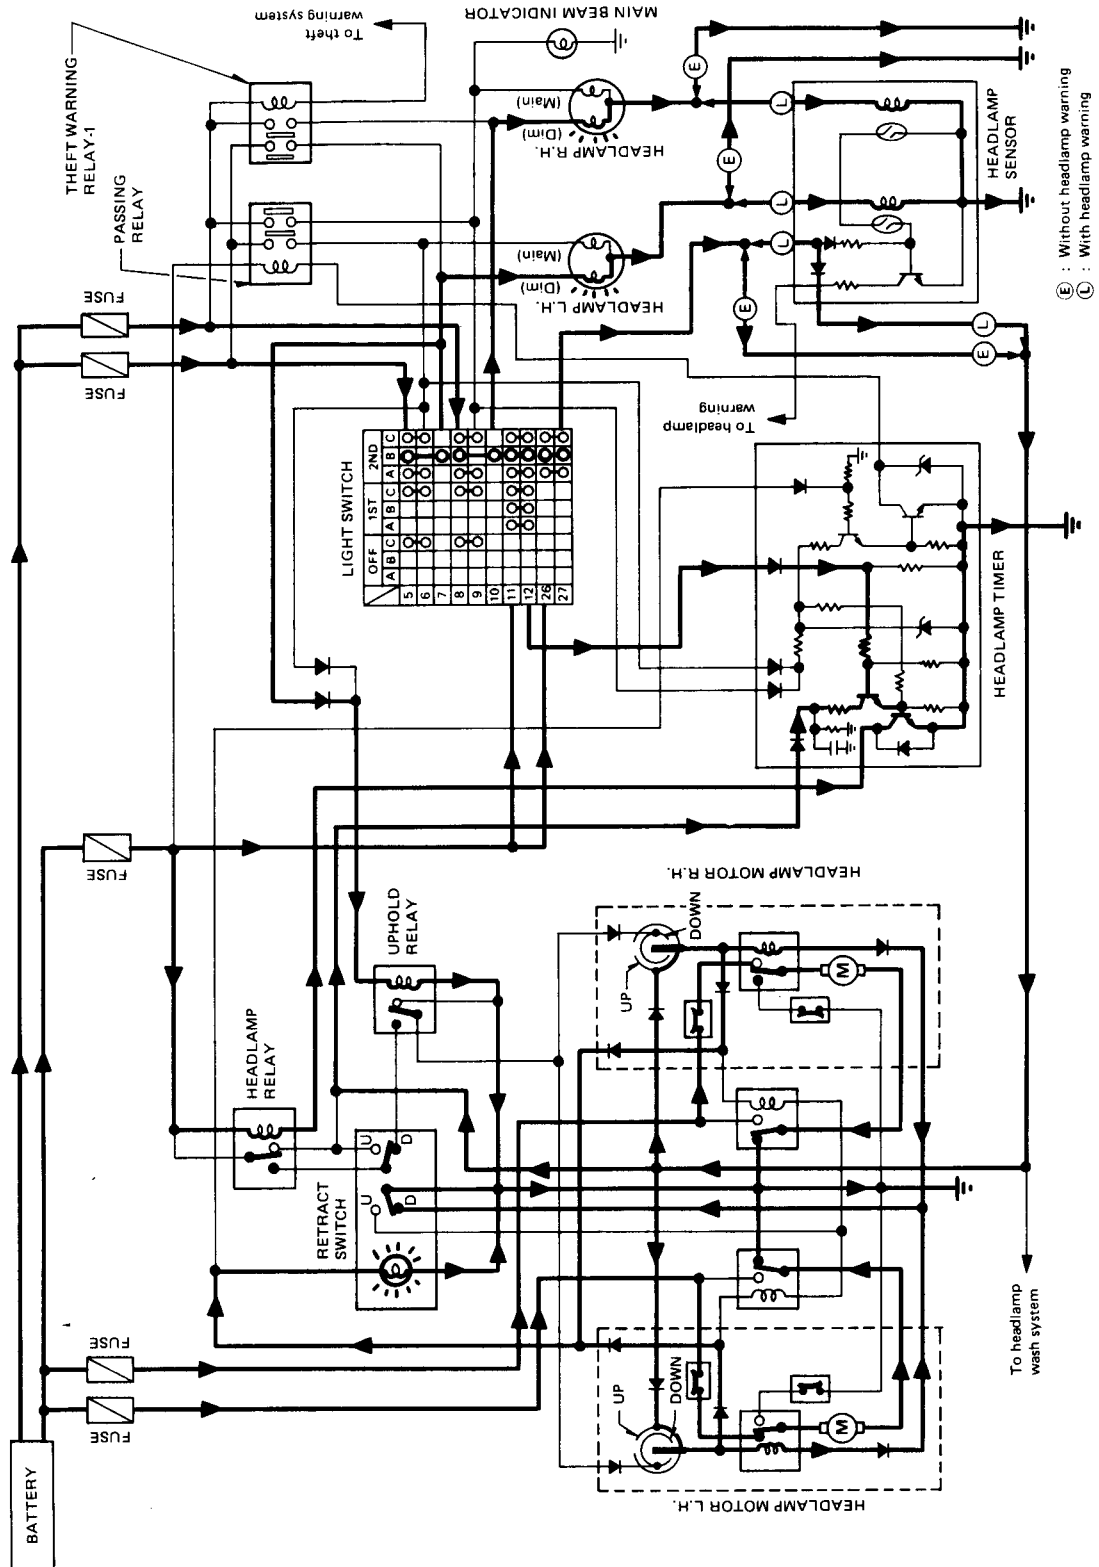 BATTERY
FUSE
FUSE
FUSE
FUSE
FUSE
THEFT WARNING
RELAY-1
PASSING
RELAY
To theft
warning system
MAIN BEAM INDICATOR
(Main)
(Dim)
HEADLAMP R.H.
(Main)
(Dim)
HEADLAMP L.H.
LIGHT SWITCH
OFF 1ST 2ND
A B C A B C A B C
5
6
7
8
9
10
11
12
26
27
HEADLAMP
RELAY
UPHOLD
RELAY
RETRACT
SWITCH
U
D
U
D
E
E
L
L
L
E
L
E
HEADLAMP
SENSOR
To headlamp
warning
HEADLAMP TIMER
HEADLAMP MOTOR R.H.
UP
DOWN
M
HEADLAMP MOTOR L.H.
UP
DOWN
M
To headlamp
wash system
E : Without headlamp warning
L : With headlamp warning